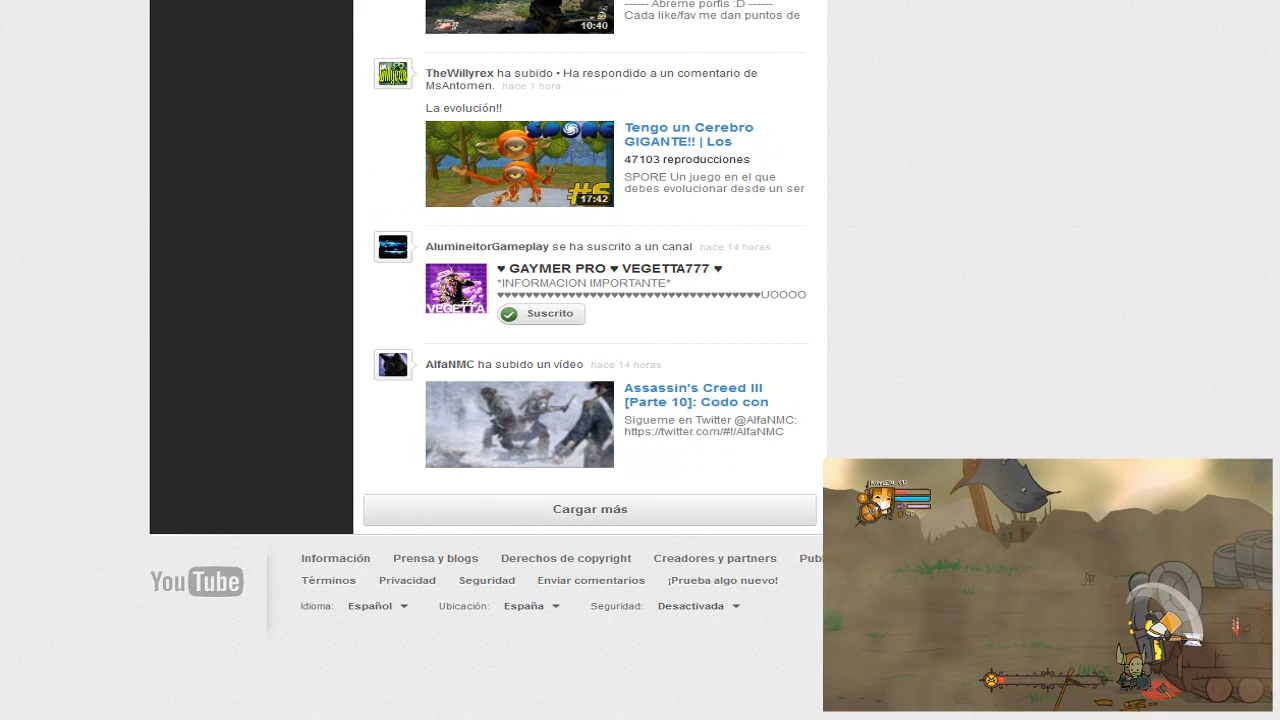 ------ Abreme porfis :D ------
Cada like/fav me dan puntos de
10:40
TheWillyrex ha subido • Ha respondido a un comentario de
MsAntomen. hace 1 hora
La evolución!!
Tengo un Cerebro
GIGANTE!! | Los
47103 reproducciones
SPORE Un juego en el que
debes evolucionar desde un ser
#6
17:42
AlumineitorGameplay se ha suscrito a un canal hace 14 horas
♥ GAYMER PRO ♥ VEGETTA777 ♥
*INFORMACION IMPORTANTE*
♥♥♥♥♥♥♥♥♥♥♥♥♥♥♥♥♥♥♥♥♥♥♥♥♥♥♥♥♥♥♥♥♥♥♥♥♥UOOOO
VEGETTA
Suscrito
AlfaNMC ha subido un vídeo hace 14 horas
Assassin's Creed III
[Parte 10]: Codo con
Sigueme en Twitter @AlfaNMC:
https://twitter.com/#!/AlfaNMC
Cargar más
You Tube
Información Prensa y blogs Derechos de copyright Creadores y partners Pub
Términos Privacidad Seguridad Enviar comentarios ¡Prueba algo nuevo!
Idioma: Español Ubicación: España Seguridad: Desactivada